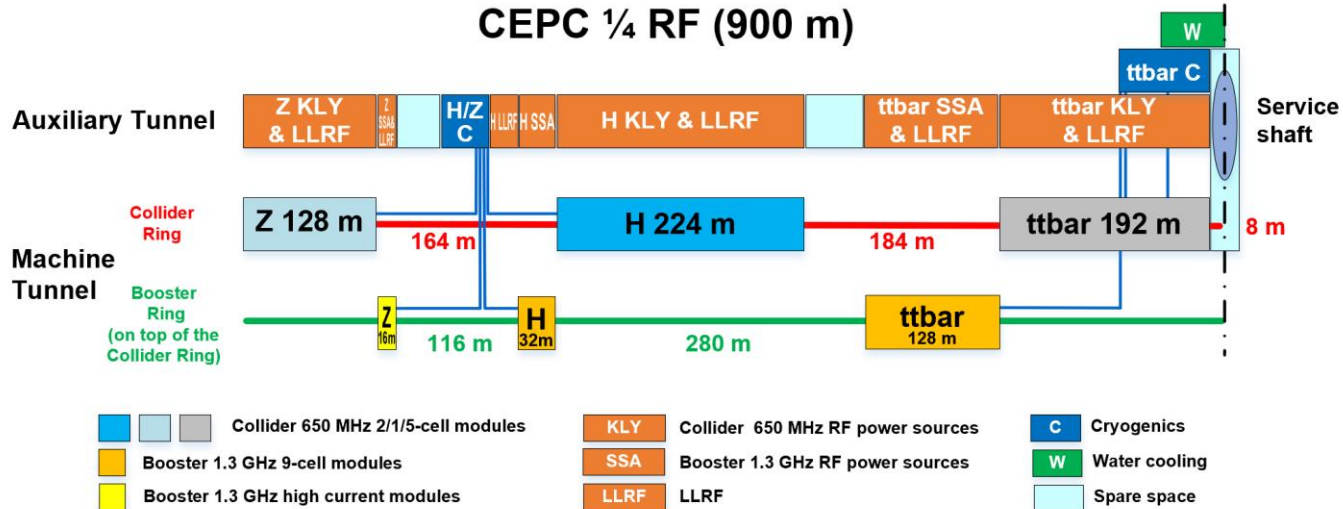 CEPC ¼ RF (900 m)
W
ttbar C
Auxiliary Tunnel
Z KLY
& LLRF
Z
SSA&
LLRF
H/Z
C
H LLRF
H SSA
H KLY & LLRF
ttbar SSA
& LLRF
ttbar KLY
& LLRF
Service
shaft
Collider
Ring
Z 128 m
164 m
H 224 m
184 m
ttbar 192 m
8 m
Machine
Tunnel
Booster
Ring
(on top of the
Collider Ring)
Z
16m
116 m
H
32m
280 m
ttbar
128 m
Collider 650 MHz 2/1/5-cell modules
KLY
Collider 650 MHz RF power sources
C
Cryogenics
Booster 1.3 GHz 9-cell modules
SSA
Booster 1.3 GHz RF power sources
W
Water cooling
Booster 1.3 GHz high current modules
LLRF
LLRF
Spare space